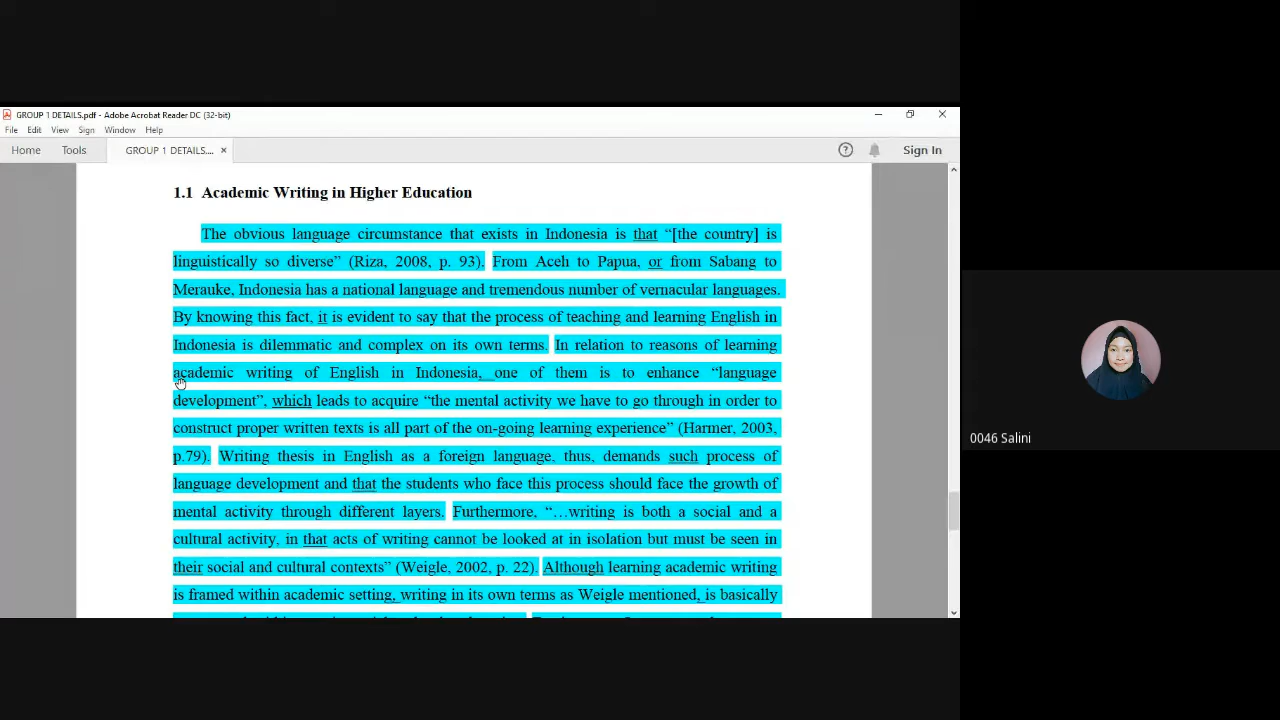 GROUP 1 DETAILS.pdf - Adobe Acrobat Reader DC (32-bit)
File Edit View Sign Window Help
Home Tools GROUP 1 DETAILS.... × Sign In
1.1 Academic Writing in Higher Education
The obvious language circumstance that exists in Indonesia is that “[the country] is
linguistically so diverse” (Riza, 2008, p. 93). From Aceh to Papua, or from Sabang to
Merauke, Indonesia has a national language and tremendous number of vernacular languages.
By knowing this fact, it is evident to say that the process of teaching and learning English in
Indonesia is dilemmatic and complex on its own terms. In relation to reasons of learning
academic writing of English in Indonesia, one of them is to enhance “language
development”, which leads to acquire “the mental activity we have to go through in order to
construct proper written texts is all part of the on-going learning experience” (Harmer, 2003,
p.79). Writing thesis in English as a foreign language, thus, demands such process of
language development and that the students who face this process should face the growth of
mental activity through different layers. Furthermore, “…writing is both a social and a
cultural activity, in that acts of writing cannot be looked at in isolation but must be seen in
their social and cultural contexts” (Weigle, 2002, p. 22). Although learning academic writing
is framed within academic setting, writing in its own terms as Weigle mentioned, is basically
0046 Salini